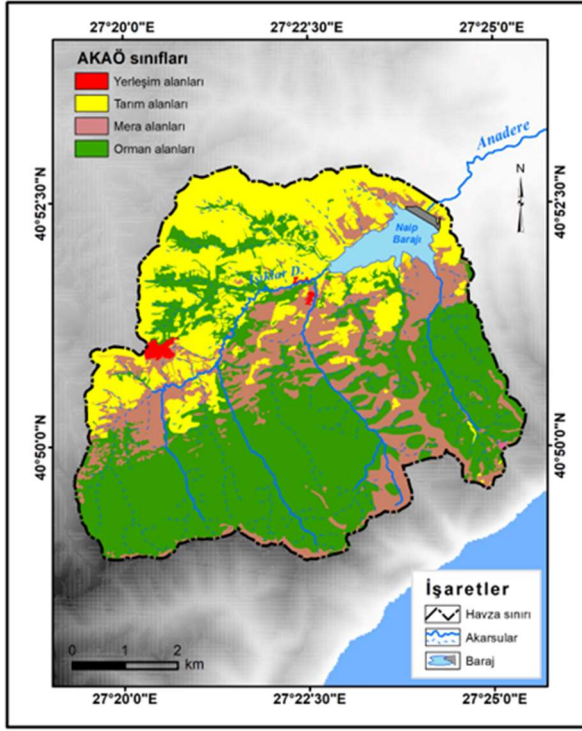 27°20'0"E 27°22'30"E 27°25'0"E
AKAÖ sınıfları
Yerleşim alanları
Tarım alanları
Mera alanları
Orman alanları
Anadere
N
40°52'30"N 40°52'30"N
Naip
Barajı
Işıklar D.
40°50'0"N 40°50'0"N
İşaretler
Havza sınırı
Akarsular
Baraj
0 1 2
km
27°20'0"E 27°22'30"E 27°25'0"E